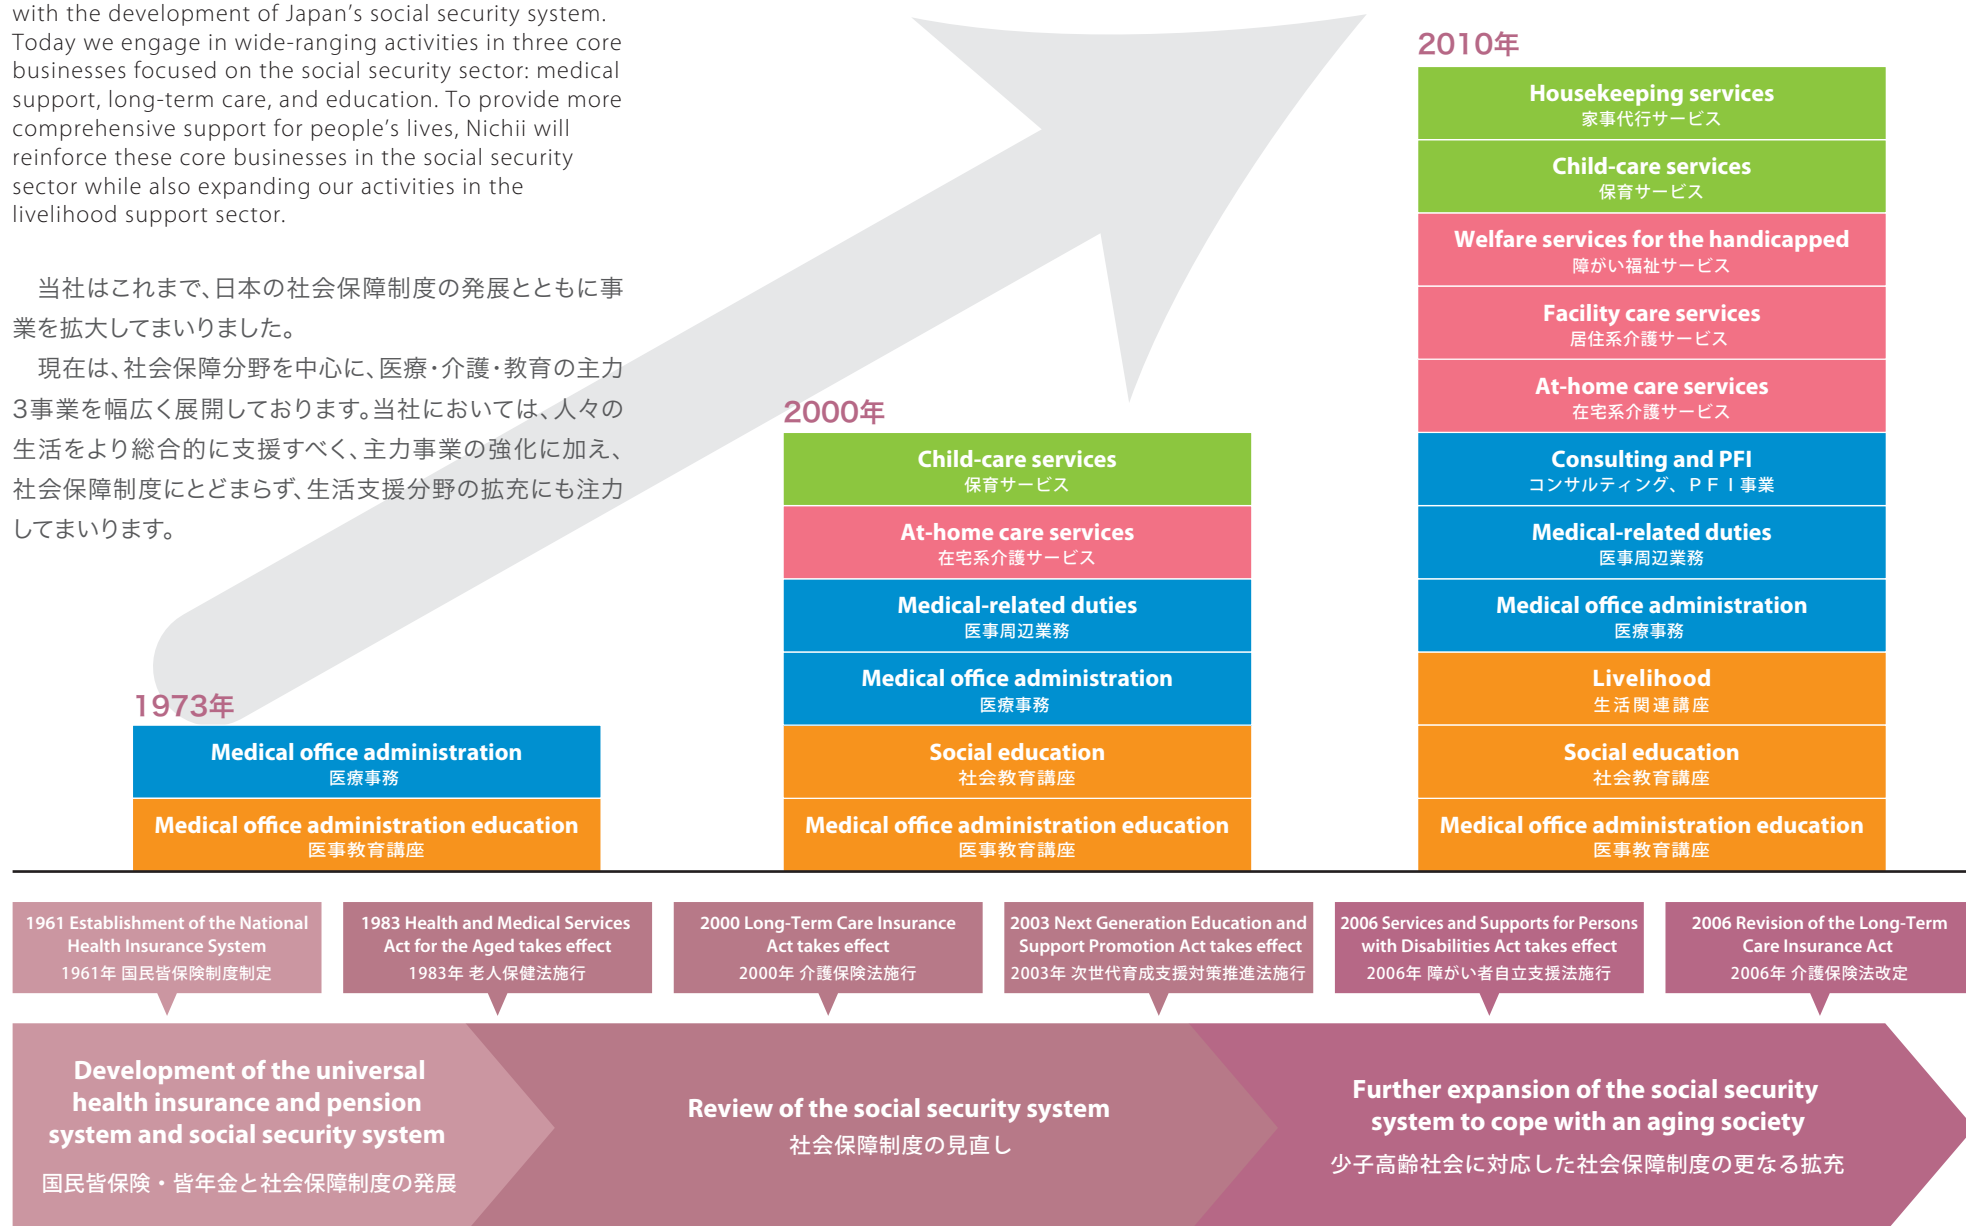 with the development of Japan’s social security system.
Today we engage in wide-ranging activities in three core
businesses focused on the social security sector: medical
support, long-term care, and education. To provide more
comprehensive support for people’s lives, Nichii will
reinforce these core businesses in the social security
sector while also expanding our activities in the
livelihood support sector.
当社はこれまで、日本の社会保障制度の発展とともに事
業を拡大してまいりました。
現在は、社会保障分野を中心に、医療・介護・教育の主力
3事業を幅広く展開しております。当社においては、人々の
生活をより総合的に支援すべく、主力事業の強化に加え、
社会保障制度にとどまらず、生活支援分野の拡充にも注力
してまいります。
1973年
Medical office administration
医療事務
Medical office administration education
医事教育講座
2000年
Child-care services
保育サービス
At-home care services
在宅系介護サービス
Medical-related duties
医事周辺業務
Medical office administration
医療事務
Social education
社会教育講座
Medical office administration education
医事教育講座
2010年
Housekeeping services
家事代行サービス
Child-care services
保育サービス
Welfare services for the handicapped
障がい福祉サービス
Facility care services
居住系介護サービス
At-home care services
在宅系介護サービス
Consulting and PFI
コンサルティング、ＰＦＩ事業
Medical-related duties
医事周辺業務
Medical office administration
医療事務
Livelihood
生活関連講座
Social education
社会教育講座
Medical office administration education
医事教育講座
1961 Establishment of the National
Health Insurance System
1961年 国民皆保険制度制定
1983 Health and Medical Services
Act for the Aged takes effect
1983年 老人保健法施行
2000 Long-Term Care Insurance
Act takes effect
2000年 介護保険法施行
2003 Next Generation Education and
Support Promotion Act takes effect
2003年 次世代育成支援対策推進法施行
2006 Services and Supports for Persons
with Disabilities Act takes effect
2006年 障がい者自立支援法施行
2006 Revision of the Long-Term
Care Insurance Act
2006年 介護保険法改定
Development of the universal
health insurance and pension
system and social security system
国民皆保険・皆年金と社会保障制度の発展
Review of the social security system
社会保障制度の見直し
Further expansion of the social security
system to cope with an aging society
少子高齢社会に対応した社会保障制度の更なる拡充